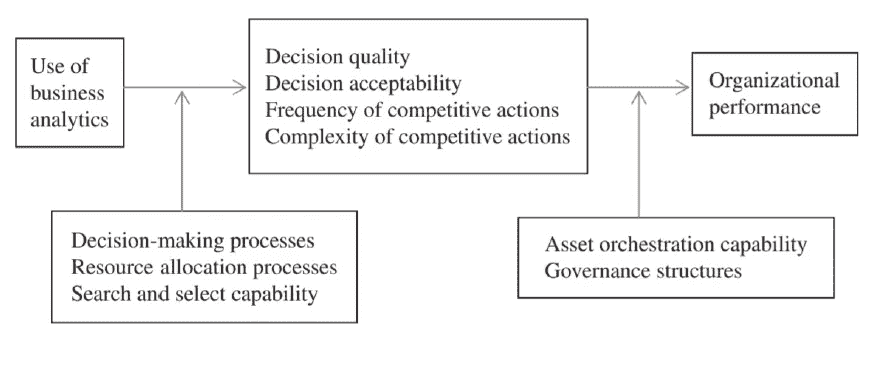 Use of
business
analytics
Decision quality
Decision acceptability
Frequency of competitive actions
Complexity of competitive actions
Organizational
performance
Decision-making processes
Resource allocation processes
Search and select capability
Asset orchestration capability
Governance structures